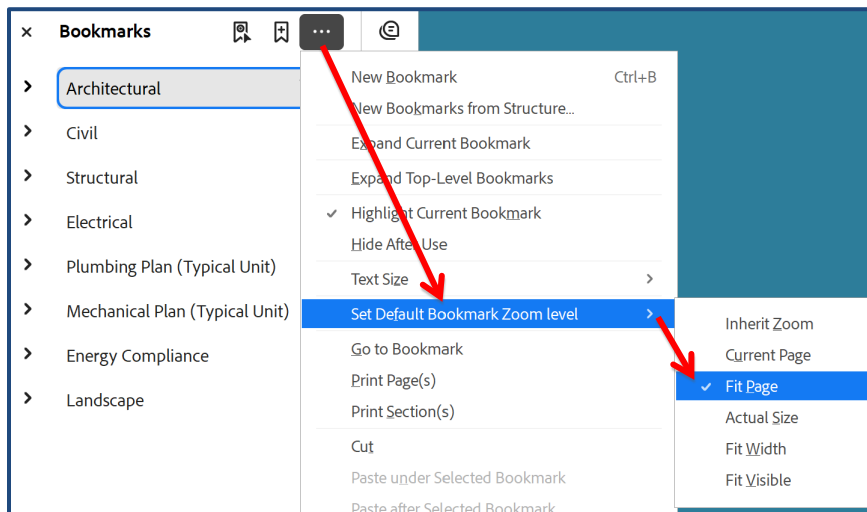 Bookmarks
Architectural
Civil
Structural
Electrical
Plumbing Plan (Typical Unit)
Mechanical Plan (Typical Unit)
Energy Compliance
Landscape
New Bookmark Ctrl+B
New Bookmarks from Structure...
Expand Current Bookmark
Expand Top-Level Bookmarks
Highlight Current Bookmark
Hide After Use
Text Size
Set Default Bookmark Zoom level
Go to Bookmark
Print Page(s)
Print Section(s)
Cut
Paste under Selected Bookmark
Paste after Selected Bookmark
Inherit Zoom
Current Page
Fit Page
Actual Size
Fit Width
Fit Visible